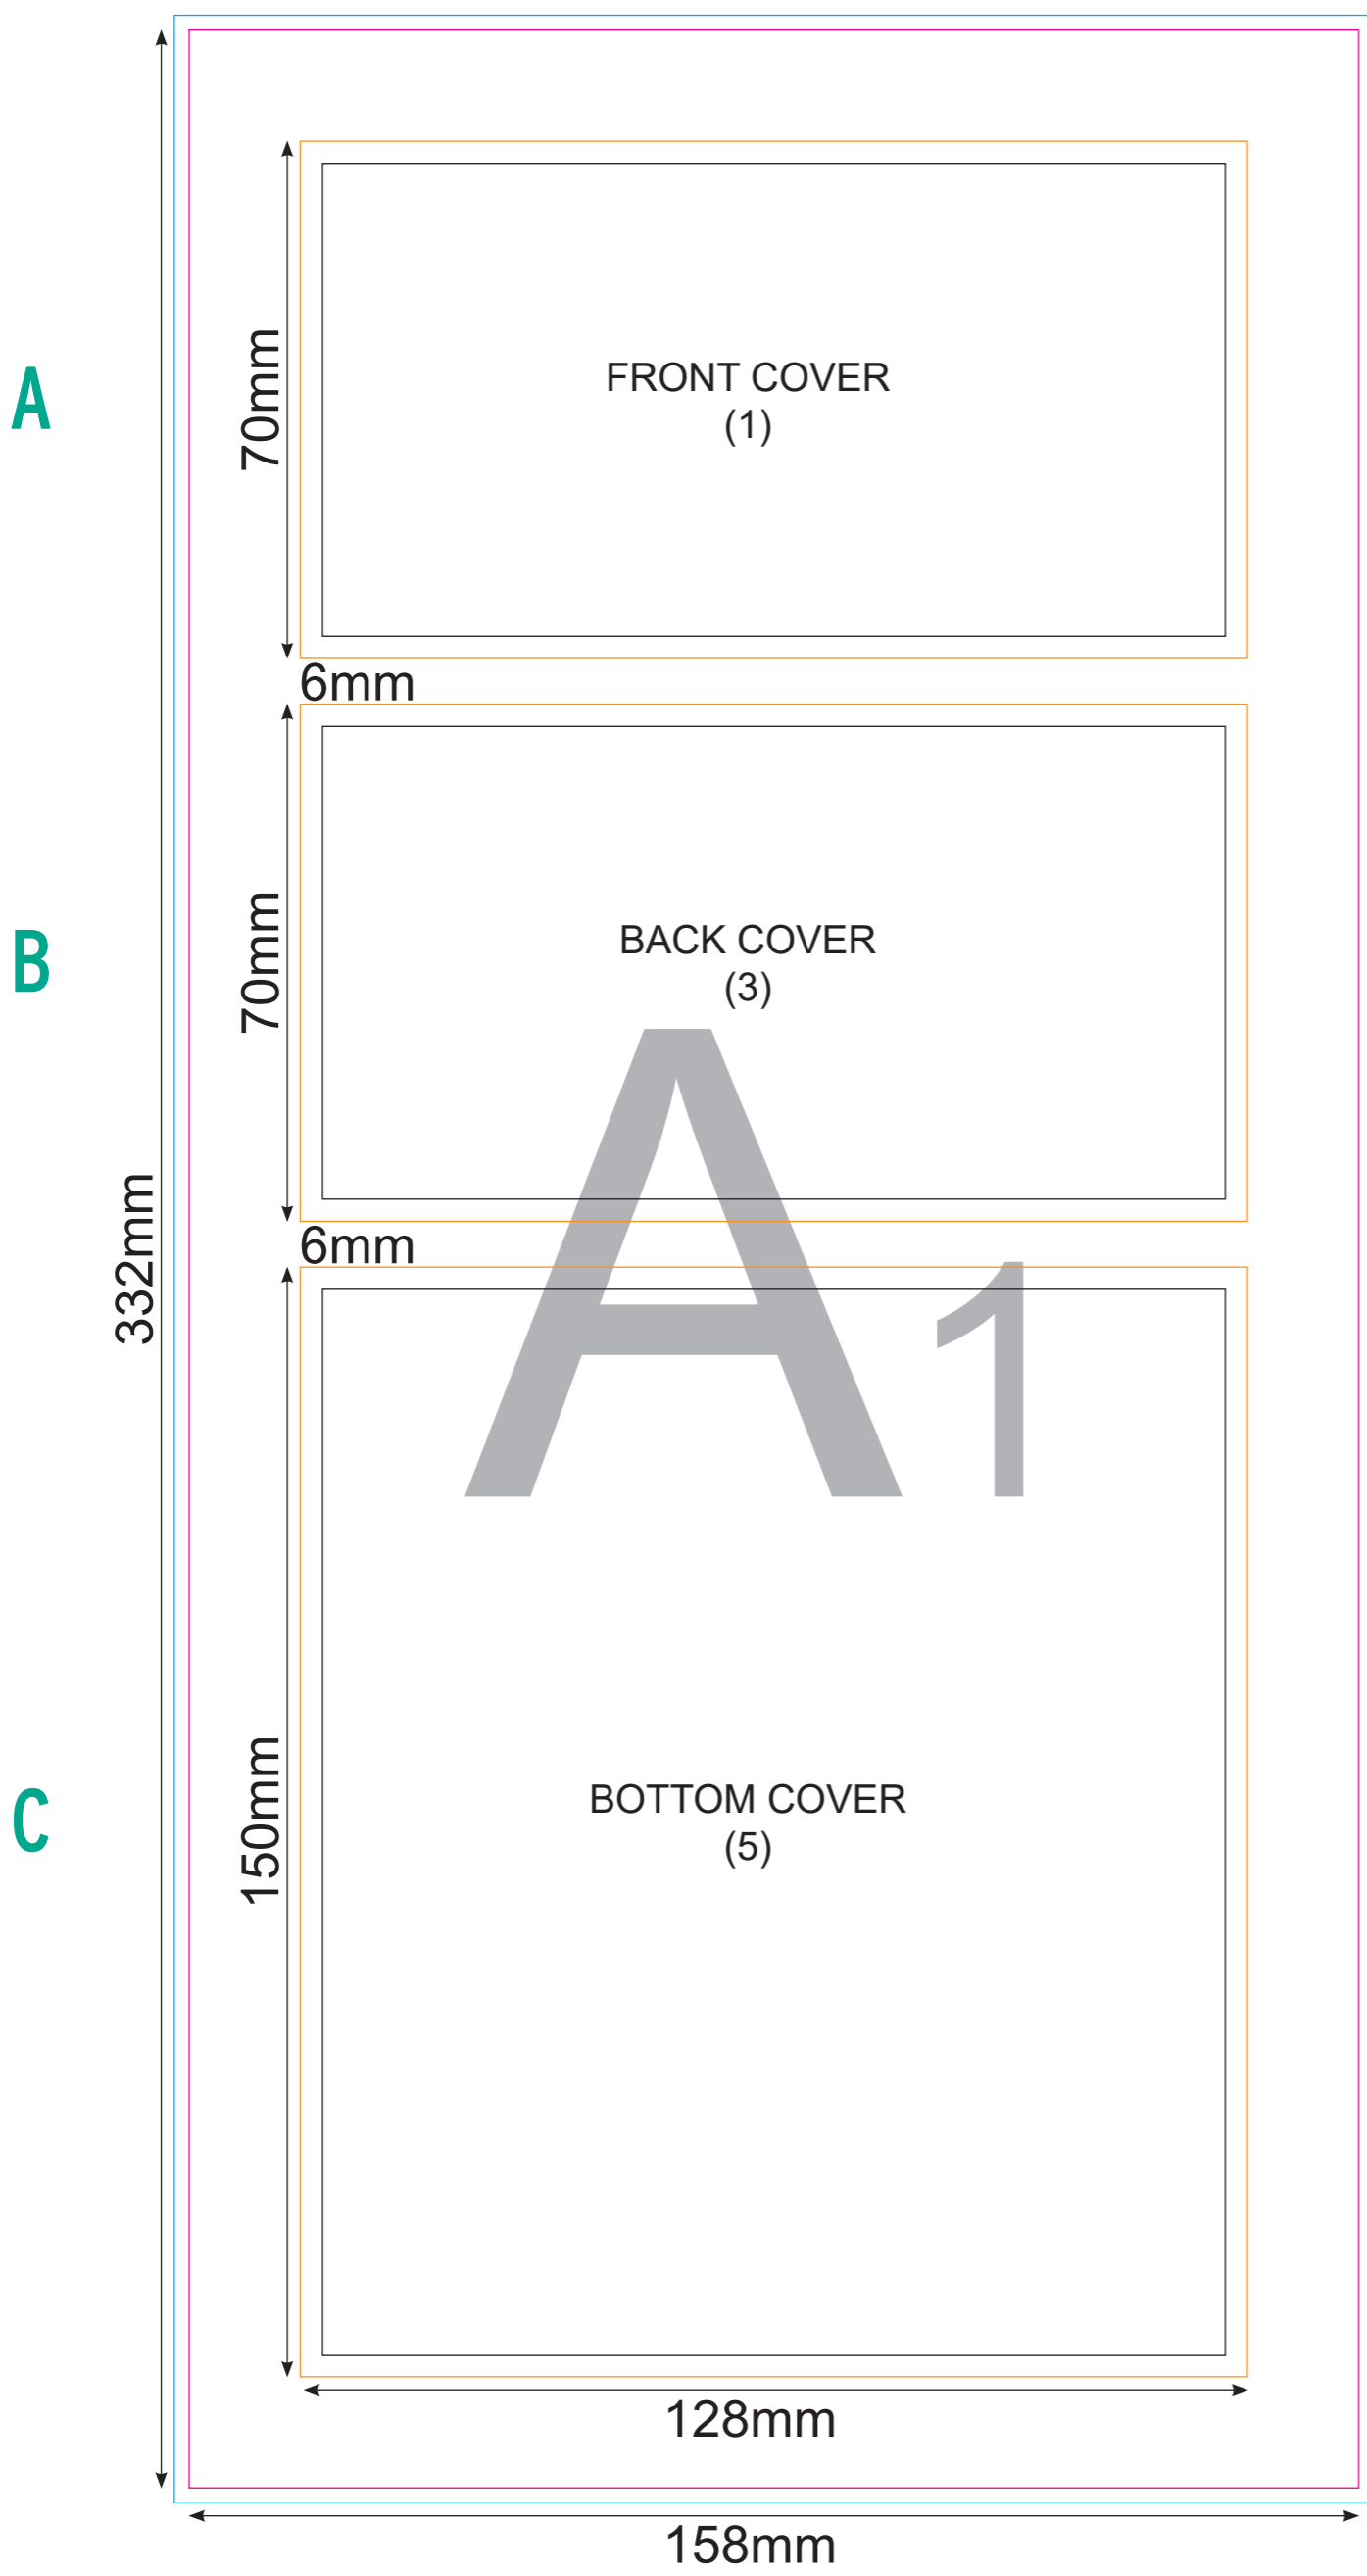 A
70mm
FRONT COVER
(1)
6mm
B
70mm
BACK COVER
(3)
332mm
6mm
A1
C
150mm
BOTTOM COVER
(5)
128mm
158mm